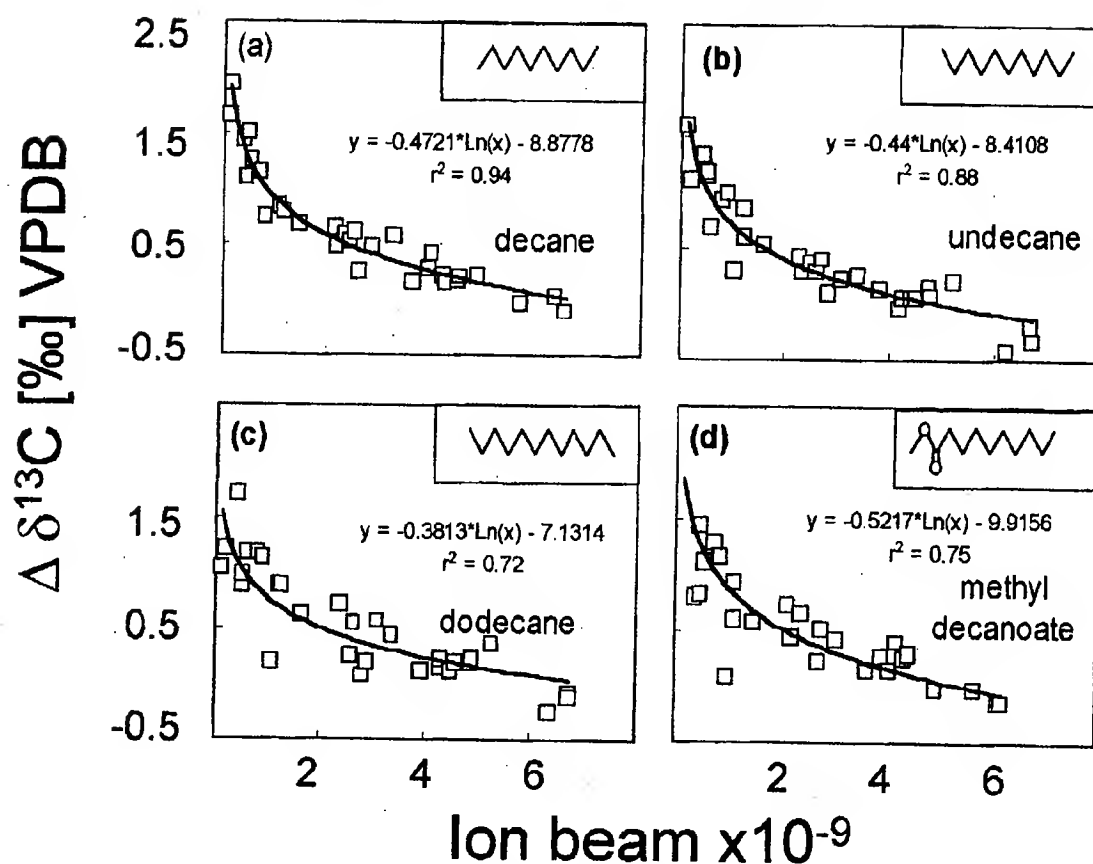 Δ δ¹³C [‰] VPDB
2.5
1.5
0.5
-0.5
(a)
y = -0.4721*Ln(x) - 8.8778
r² = 0.94
decane
(b)
y = -0.44*Ln(x) - 8.4108
r² = 0.88
undecane
1.5
0.5
-0.5
(c)
y = -0.3813*Ln(x) - 7.1314
r² = 0.72
dodecane
(d)
y = -0.5217*Ln(x) - 9.9156
r² = 0.75
methyl
decanoate
2 4 6
2 4 6
Ion beam x10⁻⁹